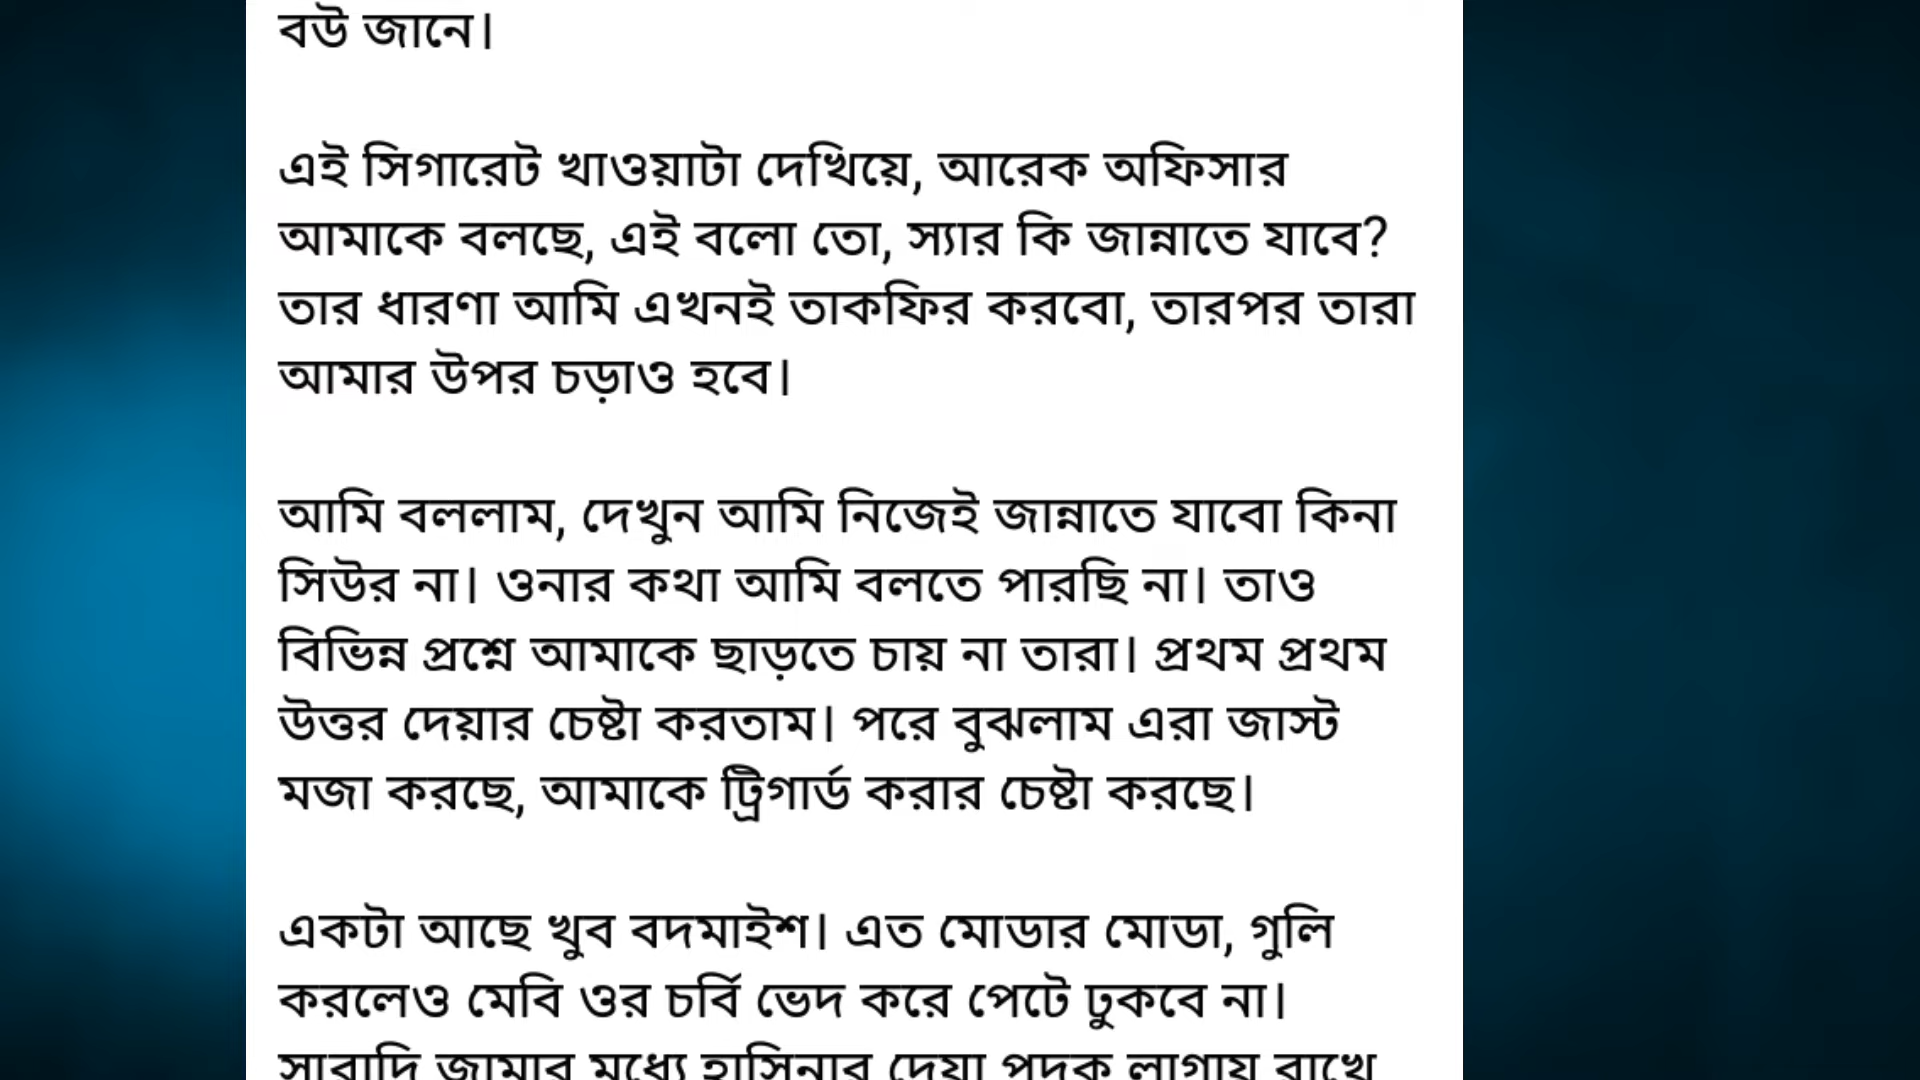 বউ জানে।
এই সিগারেট খাওয়াটা দেখিয়ে, আরেক অফিসার
আমাকে বলছে, এই বলো তো, স্যার কি জান্নাতে যাবে?
তার ধারণা আমি এখনই তাকফির করবো, তারপর তারা
আমার উপর চড়াও হবে।
আমি বললাম, দেখুন আমি নিজেই জান্নাতে যাবো কিনা
সিউর না। ওনার কথা আমি বলতে পারছি না। তাও
বিভিন্ন প্রশ্নে আমাকে ছাড়তে চায় না তারা। প্রথম প্রথম
উত্তর দেয়ার চেষ্টা করতাম। পরে বুঝলাম এরা জাস্ট
মজা করছে, আমাকে ট্রিগার্ড করার চেষ্টা করছে।
একটা আছে খুব বদমাইশ। এত মোডার মোডা, গুলি
করলেও মেবি ওর চর্বি ভেদ করে পেটে ঢুকবে না।
সারাদি জামার মধ্যে হাসিনার দেয়া পদক লাগায় রাখে